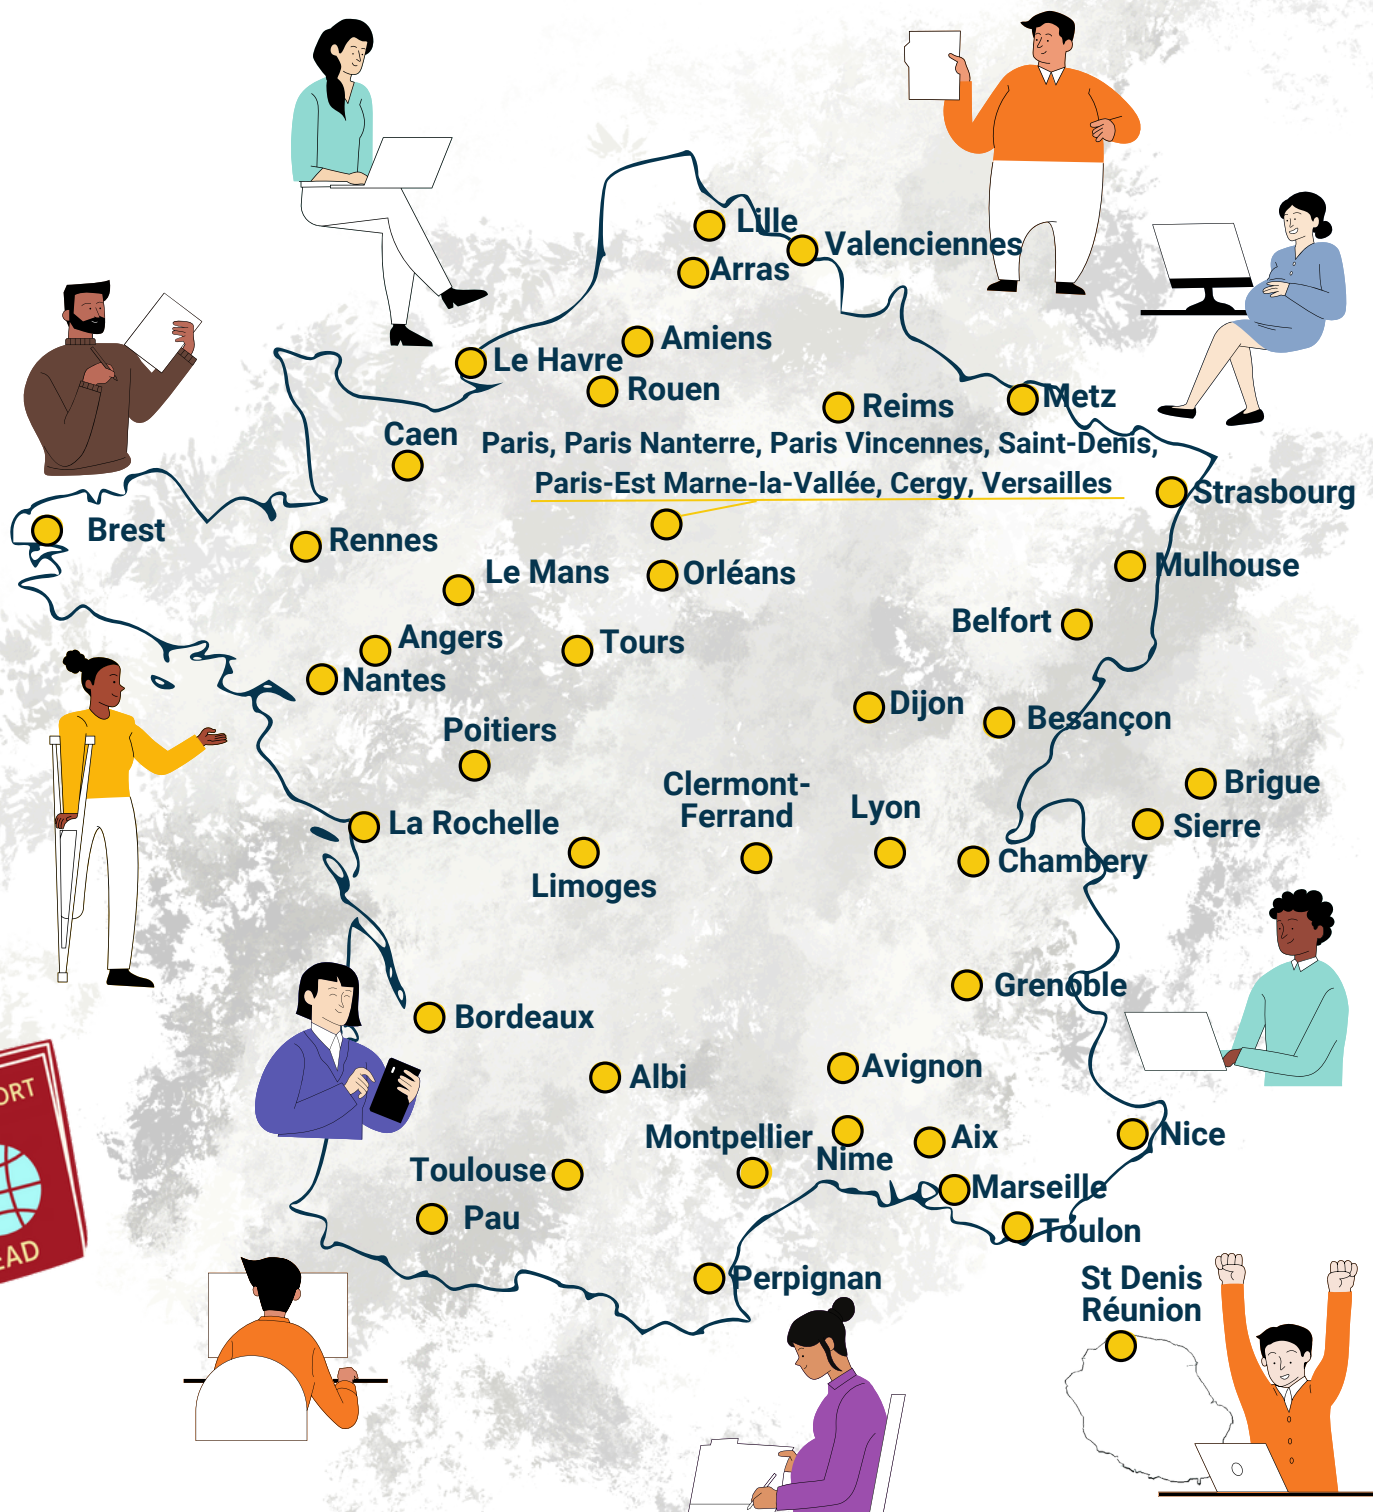 Lille
Valenciennes
Arras
Amiens
Le Havre
Rouen
Reims
Metz
Caen
Paris, Paris Nanterre, Paris Vincennes, Saint-Denis,
Paris-Est Marne-la-Vallée, Cergy, Versailles
Strasbourg
Brest
Rennes
Le Mans
Orléans
Mulhouse
Belfort
Angers
Tours
Nantes
Dijon
Besançon
Poitiers
Clermont-
Ferrand
Lyon
Brigue
Sierre
La Rochelle
Chambery
Limoges
Grenoble
Bordeaux
Albi
Avignon
ORT
EAD
Montpellier
Nime
Aix
Nice
Toulouse
Marseille
Pau
Toulon
Perpignan
St Denis
Réunion